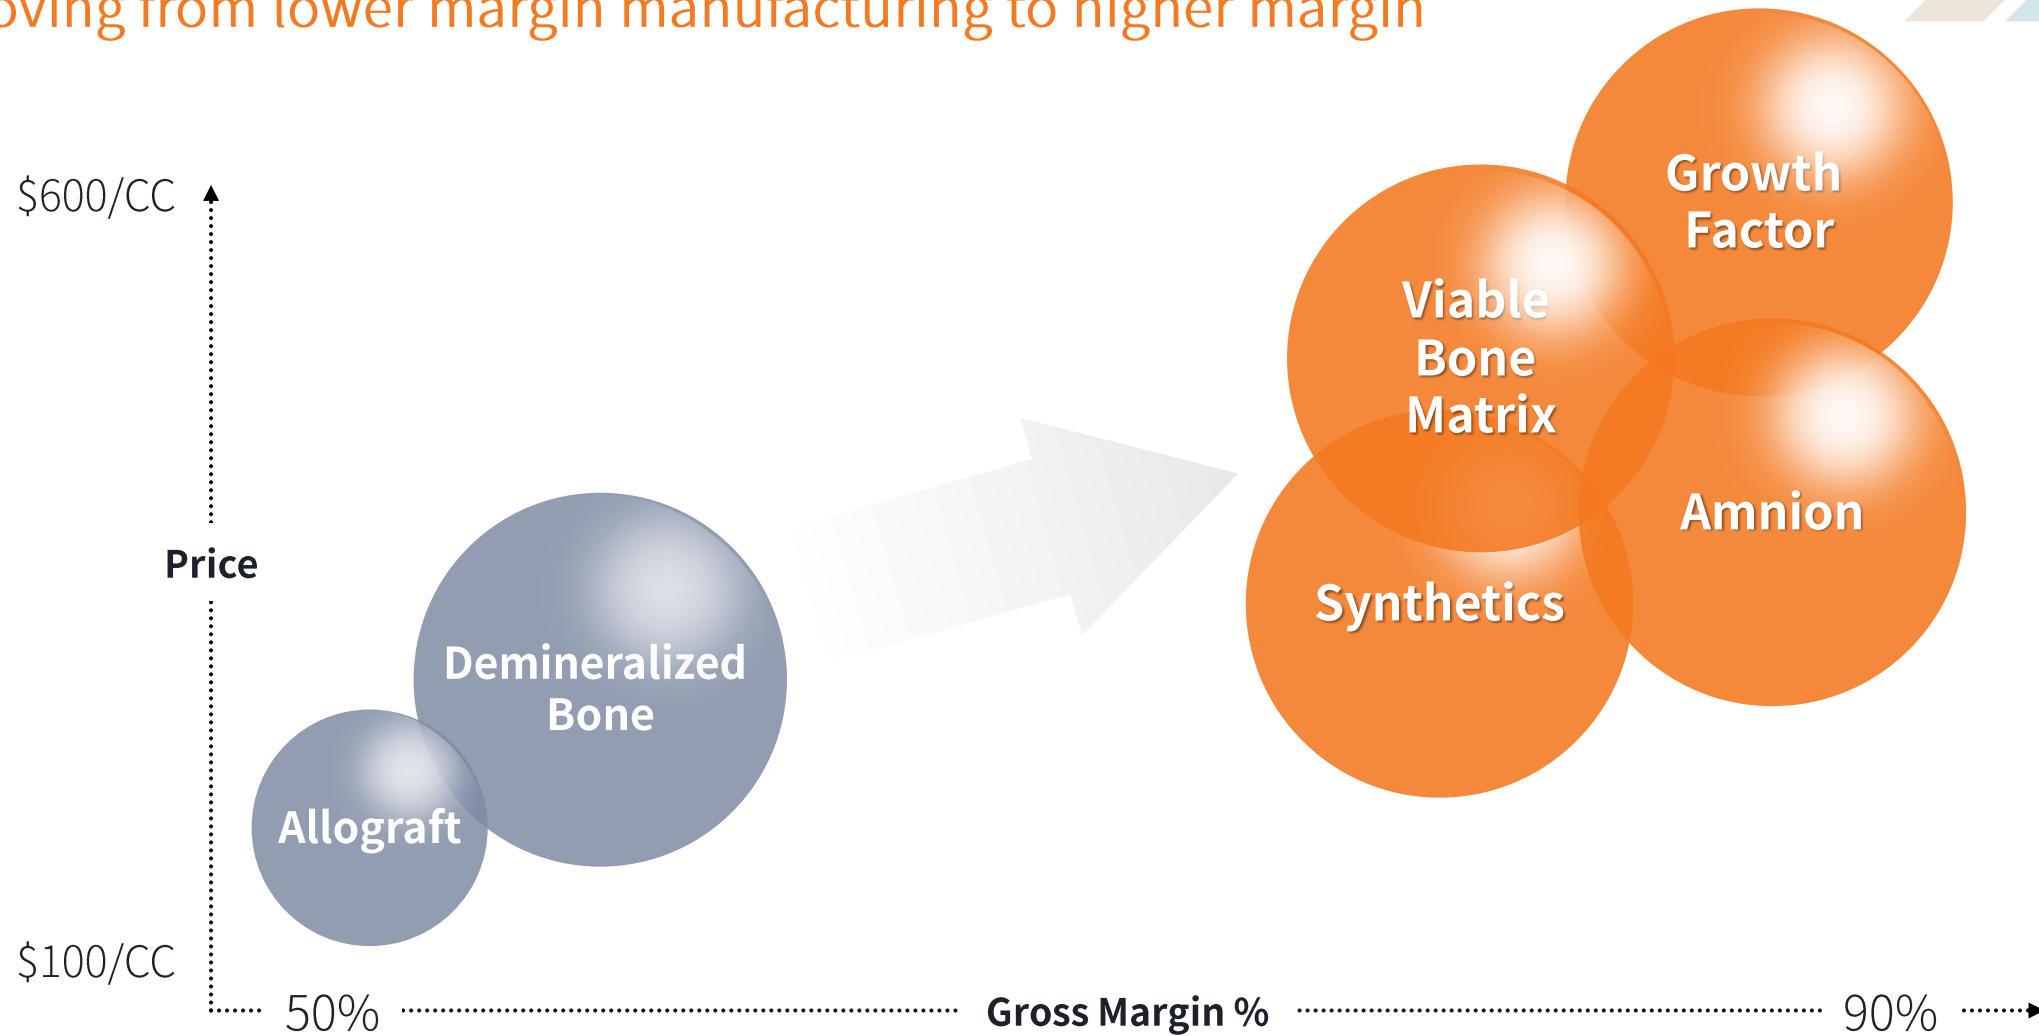 from lower margin manufacturing to higher margin
$600/CC
Growth
Factor
Viable
Bone
Matrix
Amnion
Price
Synthetics
Demineralized
Bone
Allograft
$100/CC
50%
Gross Margin %
90%